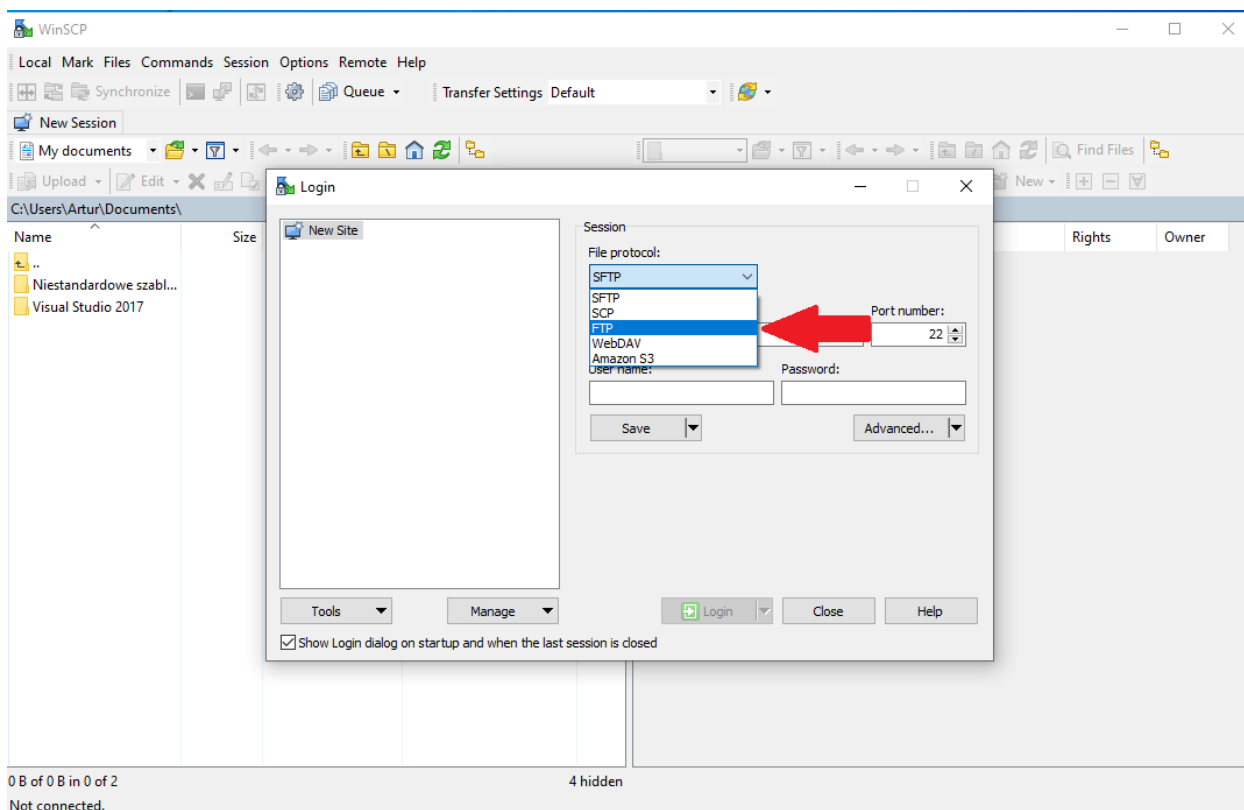 WinSCP
Local Mark Files Commands Session Options Remote Help
Synchronize Queue Transfer Settings Default
New Session
My documents Find Files
Upload Edit New
C:\Users\Artur\Documents\
Name Size Rights Owner
..
Niestandardowe szabl...
Visual Studio 2017
Login
New Site
Session
File protocol:
SFTP
SFTP
SCP
FTP
WebDAV
Amazon S3
Port number:
22
User name: Password:
Save Advanced...
Tools Manage Login Close Help
Show Login dialog on startup and when the last session is closed
0 B of 0 B in 0 of 2 4 hidden
Not connected.